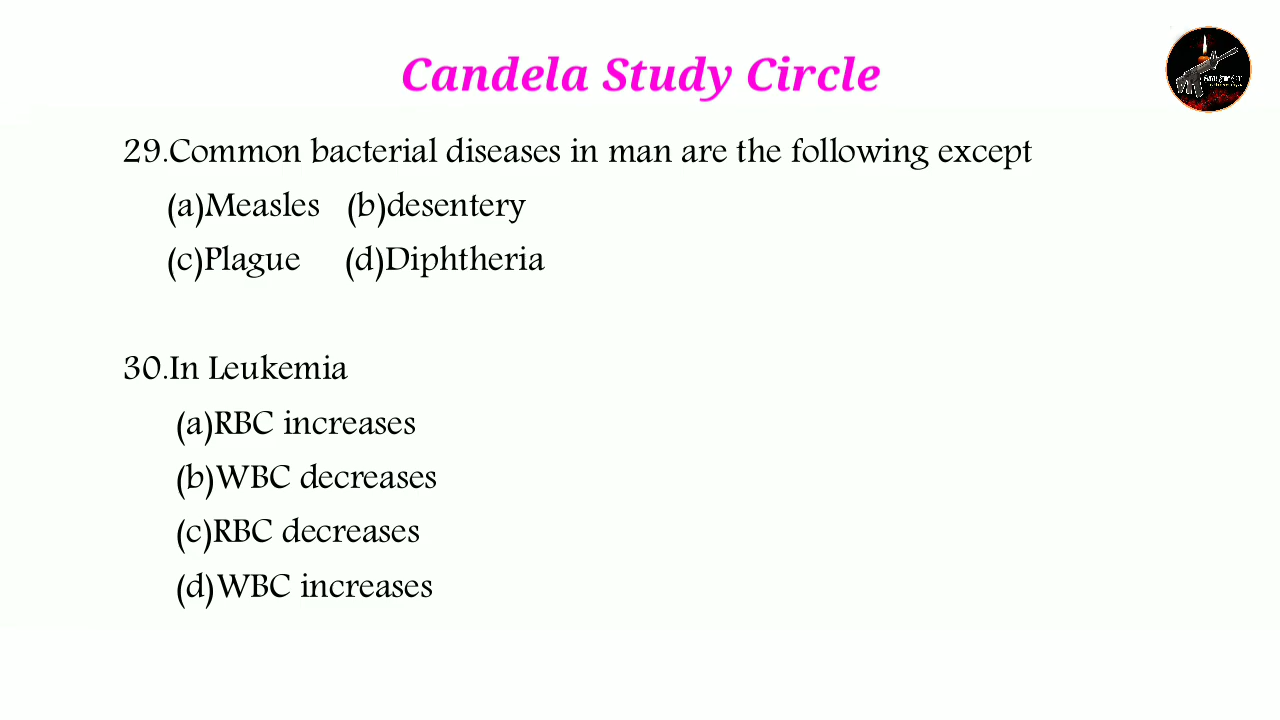 Candela Study Circle
29.Common bacterial diseases in man are the following except
(a)Measles (b)desentery
(c)Plague (d)Diphtheria
30.In Leukemia
(a)RBC increases
(b)WBC decreases
(c)RBC decreases
(d)WBC increases